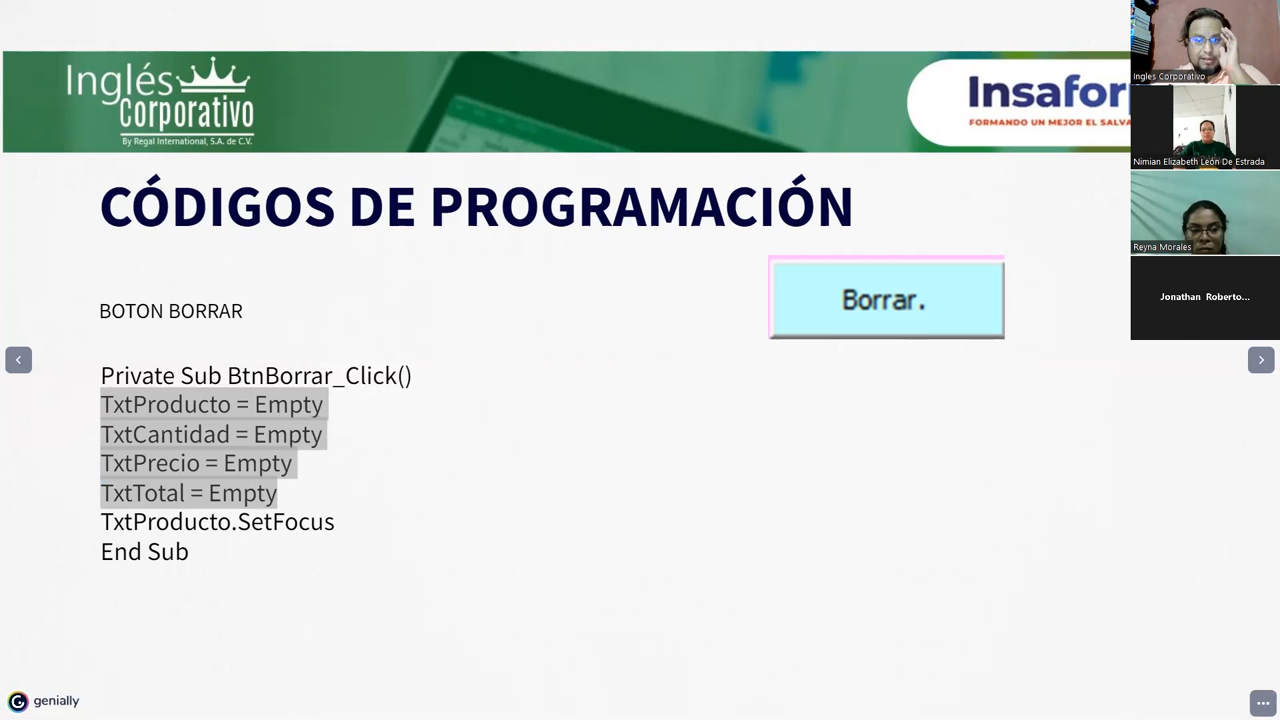 Inglés
Corporativo
By Regal International, S.A. de C.V.
Insafor
FORMANDO UN MEJOR EL SALVA
CÓDIGOS DE PROGRAMACIÓN
BOTON BORRAR
Borrar.
Private Sub BtnBorrar_Click()
TxtProducto = Empty
TxtCantidad = Empty
TxtPrecio = Empty
TxtTotal = Empty
TxtProducto.SetFocus
End Sub
genially
Ingles Corporativo
Nimian Elizabeth León De Estrada
Reyna Morales
Jonathan Roberto...